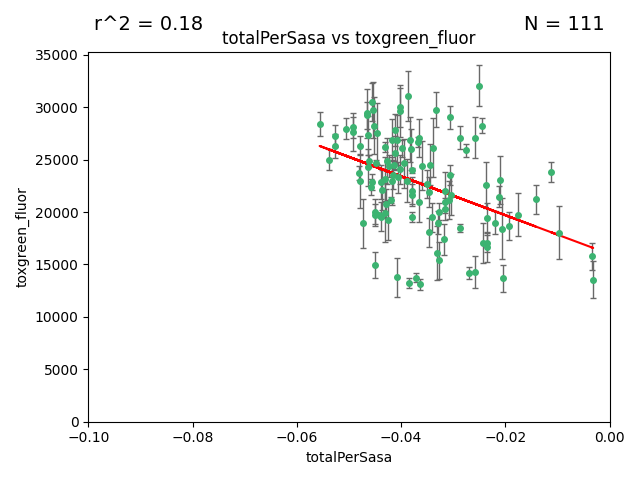 r^2 = 0.18
N = 111
totalPerSasa vs toxgreen_fluor
35000
30000
25000
20000
15000
10000
5000
0
toxgreen_fluor
−0.10
−0.08
−0.06
−0.04
−0.02
0.00
totalPerSasa